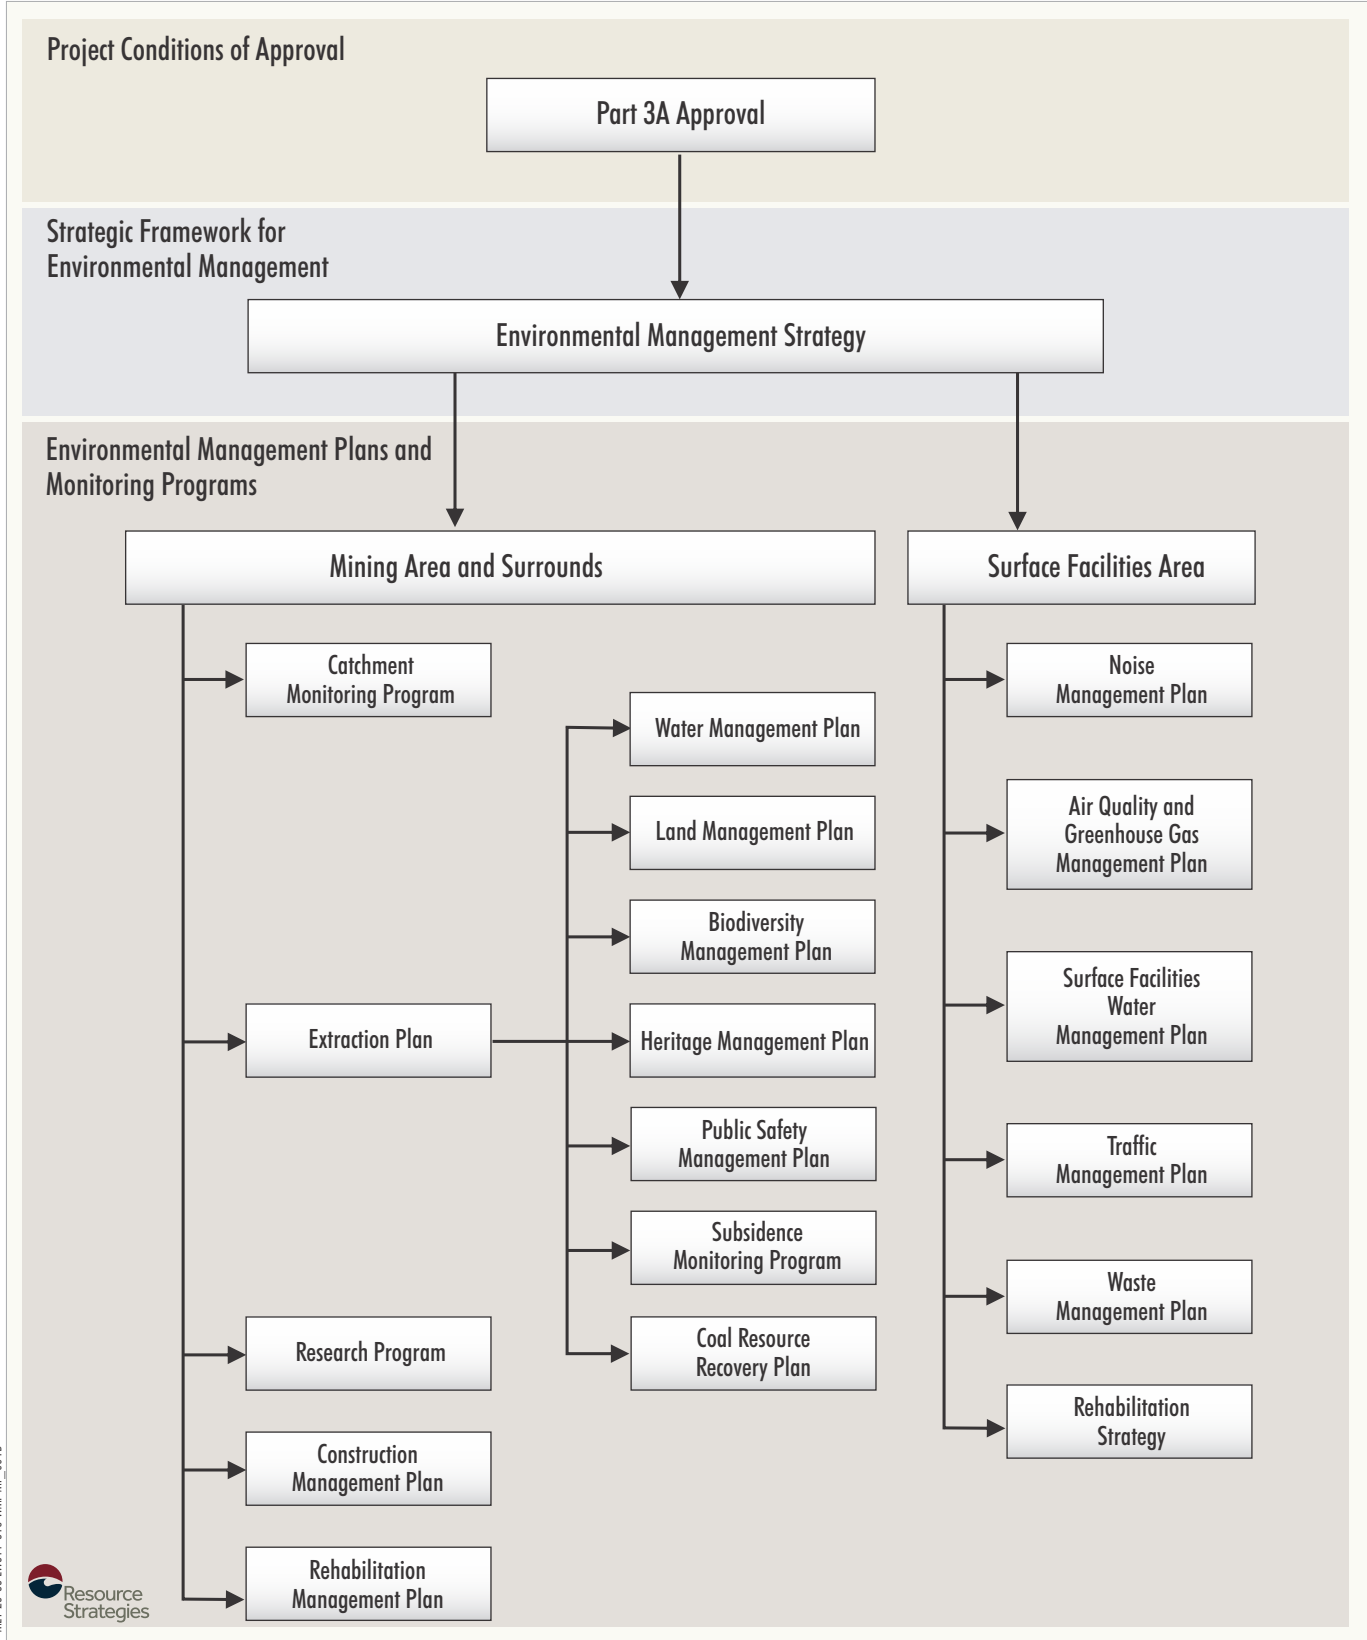 Project Conditions of Approval
Part 3A Approval
Strategic Framework for
Environmental Management
Environmental Management Strategy
Environmental Management Plans and
Monitoring Programs
Mining Area and Surrounds
Surface Facilities Area
Catchment
Monitoring Program
Extraction Plan
Research Program
Construction
Management Plan
Rehabilitation
Management Plan
Water Management Plan
Land Management Plan
Biodiversity
Management Plan
Heritage Management Plan
Public Safety
Management Plan
Subsidence
Monitoring Program
Coal Resource
Recovery Plan
Noise
Management Plan
Air Quality and
Greenhouse Gas
Management Plan
Surface Facilities
Water
Management Plan
Traffic
Management Plan
Waste
Management Plan
Rehabilitation
Strategy
Resource
Strategies